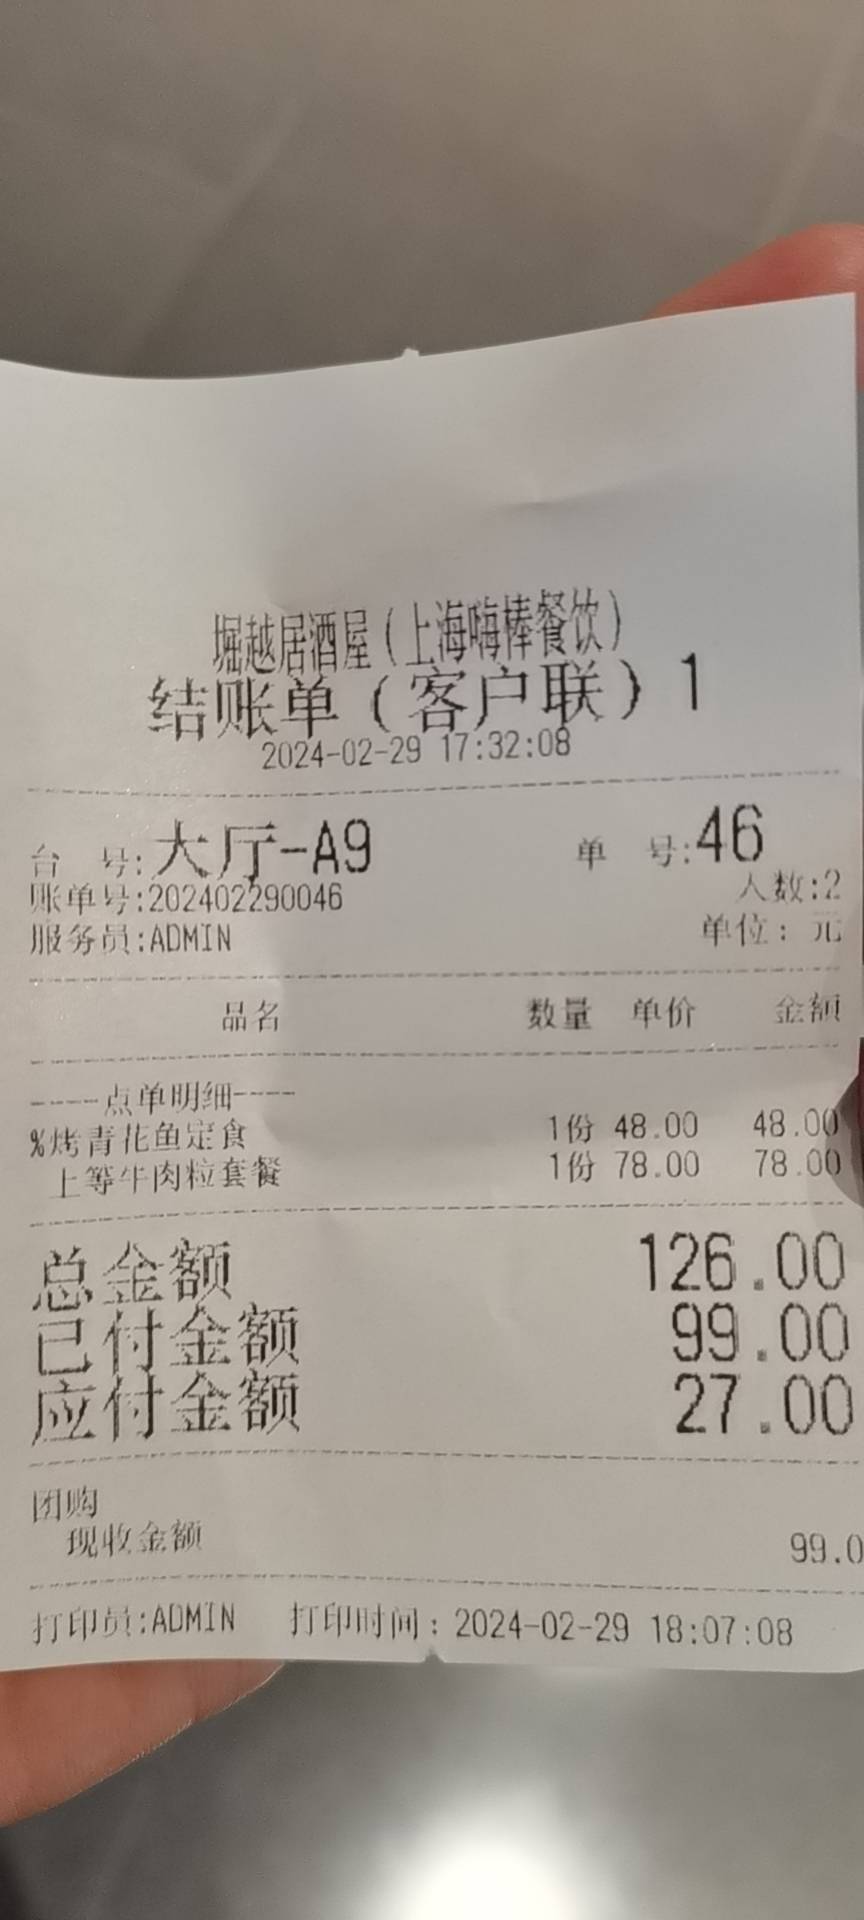 堀越居酒屋(上海嗨棒餐饮)
结账单(客户联)1
2024-02-29 17:32:08
台 号:大厅-A9 单 号:46
账单号:202402290046 人数:2
服务员:ADMIN 单位：元
品名 数量 单价 金额
----点单明细----
%烤青花鱼定食 1份 48.00 48.00
上等牛肉粒套餐 1份 78.00 78.00
总金额 126.00
已付金额 99.00
应付金额 27.00
团购
现收金额 99.0
打印员:ADMIN 打印时间：2024-02-29 18:07:08